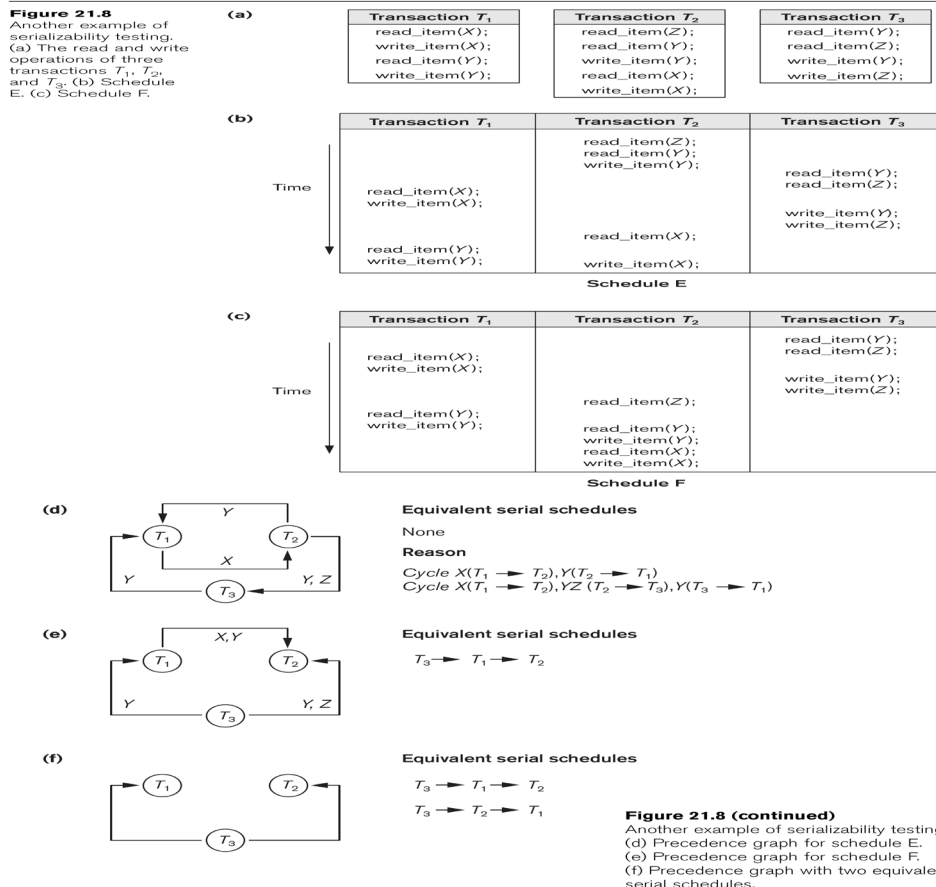 Figure 21.8
Another example of
serializability testing.
(a) The read and write
operations of three
transactions T₁, T₂,
and T₃. (b) Schedule
E. (c) Schedule F.
(a)
Transaction T₁
read_item(X);
write_item(X);
read_item(Y);
write_item(Y);
Transaction T₂
read_item(Z);
read_item(Y);
write_item(Y);
read_item(X);
write_item(X);
Transaction T₃
read_item(Y);
read_item(Z);
write_item(Y);
write_item(Z);
(b)
Transaction T₁ Transaction T₂ Transaction T₃
Time
read_item(Z);
read_item(Y);
write_item(Y);
read_item(Y);
read_item(Z);
read_item(X);
write_item(X);
write_item(Y);
write_item(Z);
read_item(X);
read_item(Y);
write_item(Y);
write_item(X);
Schedule E
(c)
Transaction T₁ Transaction T₂ Transaction T₃
Time
read_item(Y);
read_item(Z);
read_item(X);
write_item(X);
write_item(Y);
write_item(Z);
read_item(Z);
read_item(Y);
write_item(Y);
read_item(Y);
write_item(Y);
read_item(X);
write_item(X);
Schedule F
(d)
Y
T₁ T₂
X
Y Y, Z
T₃
Equivalent serial schedules
None
Reason
Cycle X(T₁ → T₂),Y(T₂ → T₁)
Cycle X(T₁ → T₂),YZ (T₂ → T₃),Y(T₃ → T₁)
(e)
X,Y
T₁ T₂
Y Y, Z
T₃
Equivalent serial schedules
T₃ → T₁ → T₂
(f)
T₁ T₂
T₃
Equivalent serial schedules
T₃ → T₁ → T₂
T₃ → T₂ → T₁
Figure 21.8 (continued)
Another example of serializability testing
(d) Precedence graph for schedule E.
(e) Precedence graph for schedule F.
(f) Precedence graph with two equivale
serial schedules.